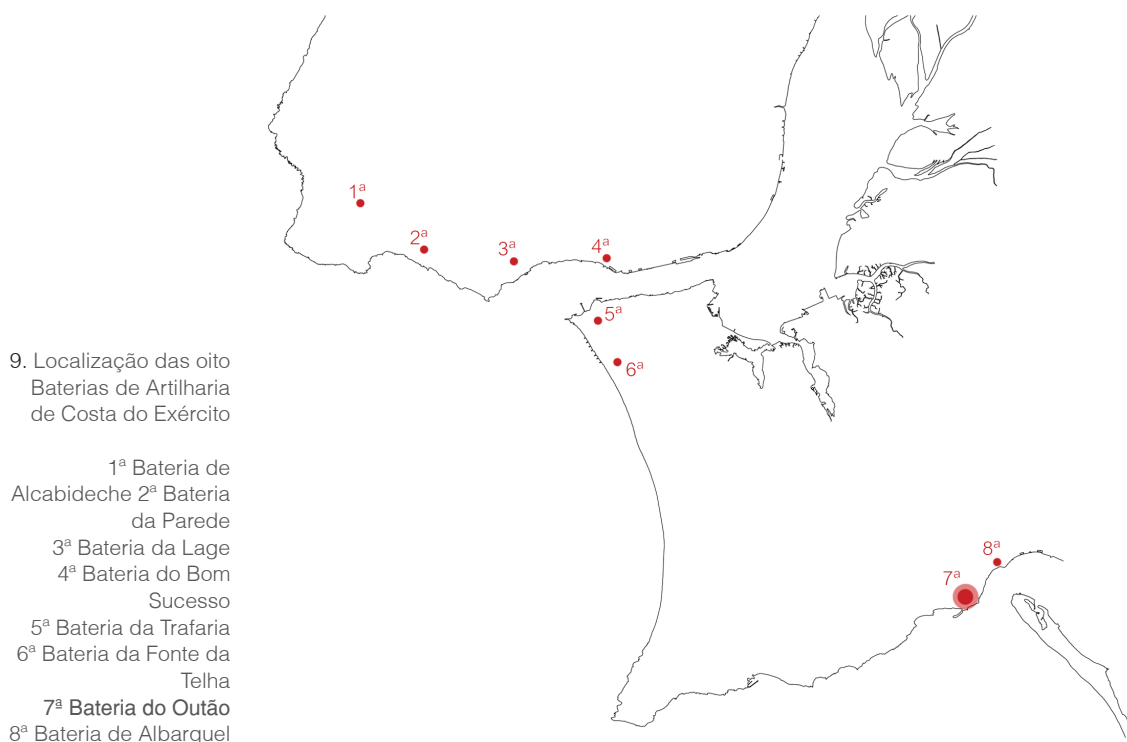 1ª
2ª
3ª
4ª
5ª
6ª
9. Localização das oito
Baterias de Artilharia
de Costa do Exército
1ª Bateria de
Alcabideche 2ª Bateria
da Parede
3ª Bateria da Lage
4ª Bateria do Bom
Sucesso
5ª Bateria da Trafaria
6ª Bateria da Fonte da
Telha
7ª Bateria do Outão
8ª Bateria de Albarquel
8ª
7ª